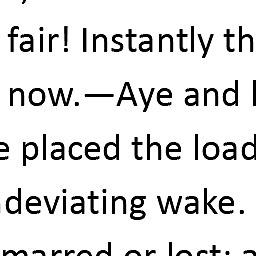 fair! Instantly th
now.—Aye and
placed the load
deviating wake.
marred or lost; a